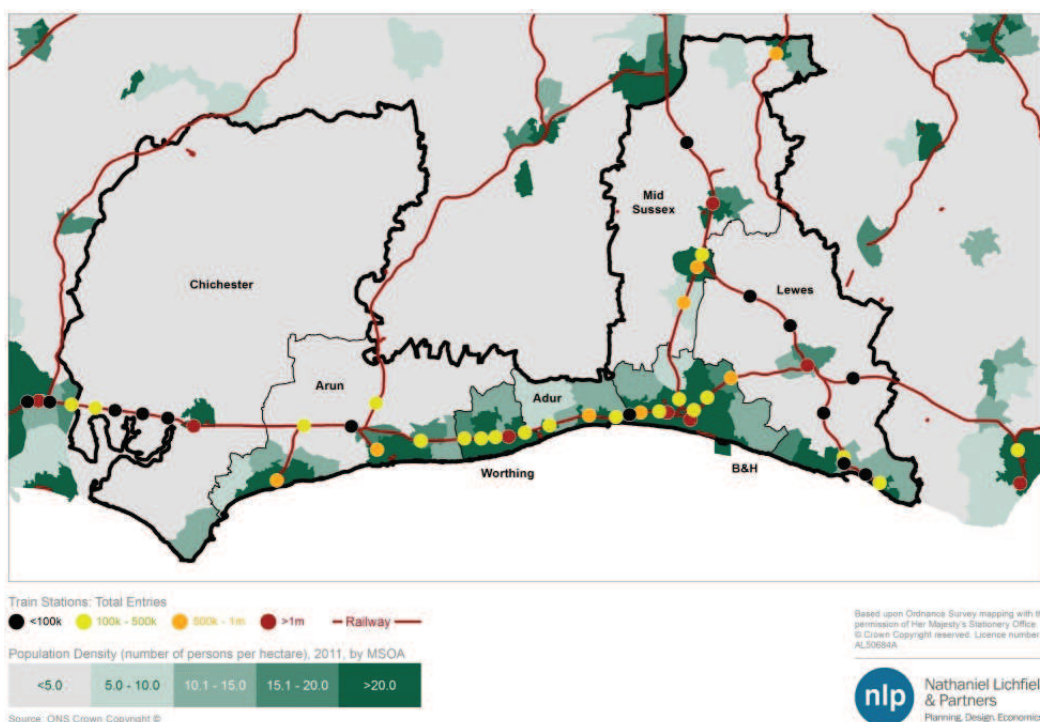 Mid
Sussex
Chichester
Lewes
Arun
Adur
Worthing
B&H
Train Stations: Total Entries
<100k 100k - 500k 500k - 1m >1m Railway
Population Density (number of persons per hectare), 2011, by MSOA
<5.0 5.0 - 10.0 10.1 - 15.0 15.1 - 20.0 >20.0
Source: ONS Crown Copyright ©
Based upon Ordnance Survey mapping with th
permission of Her Majesty's Stationery Office
© Crown Copyright reserved. License number
AL50684A
nlp
Nathaniel Lichfiel
& Partners
Planning. Design. Economics